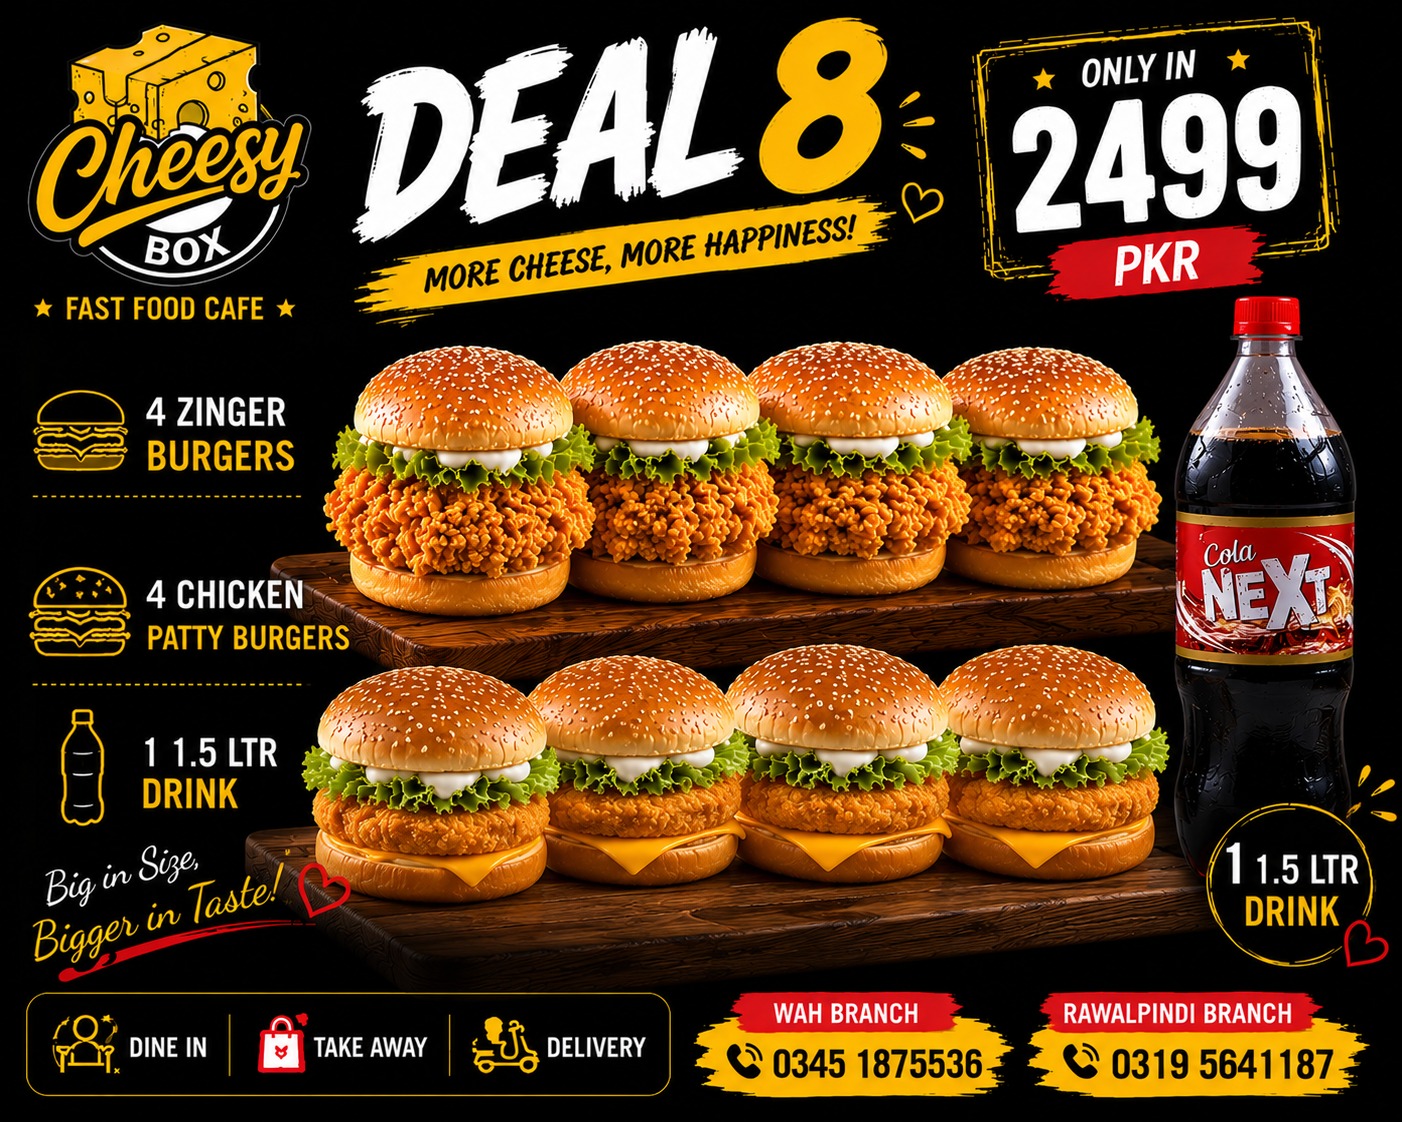 Cheesy
BOX
FAST FOOD CAFE
DEAL 8
MORE CHEESE, MORE HAPPINESS!
ONLY IN
2499
PKR
4 ZINGER
BURGERS
4 CHICKEN
PATTY BURGERS
1 1.5 LTR
DRINK
Big in Size,
Bigger in Taste!
Cola
NEXT
1 1.5 LTR
DRINK
DINE IN
TAKE AWAY
DELIVERY
WAH BRANCH
0345 1875536
RAWALPINDI BRANCH
0319 5641187